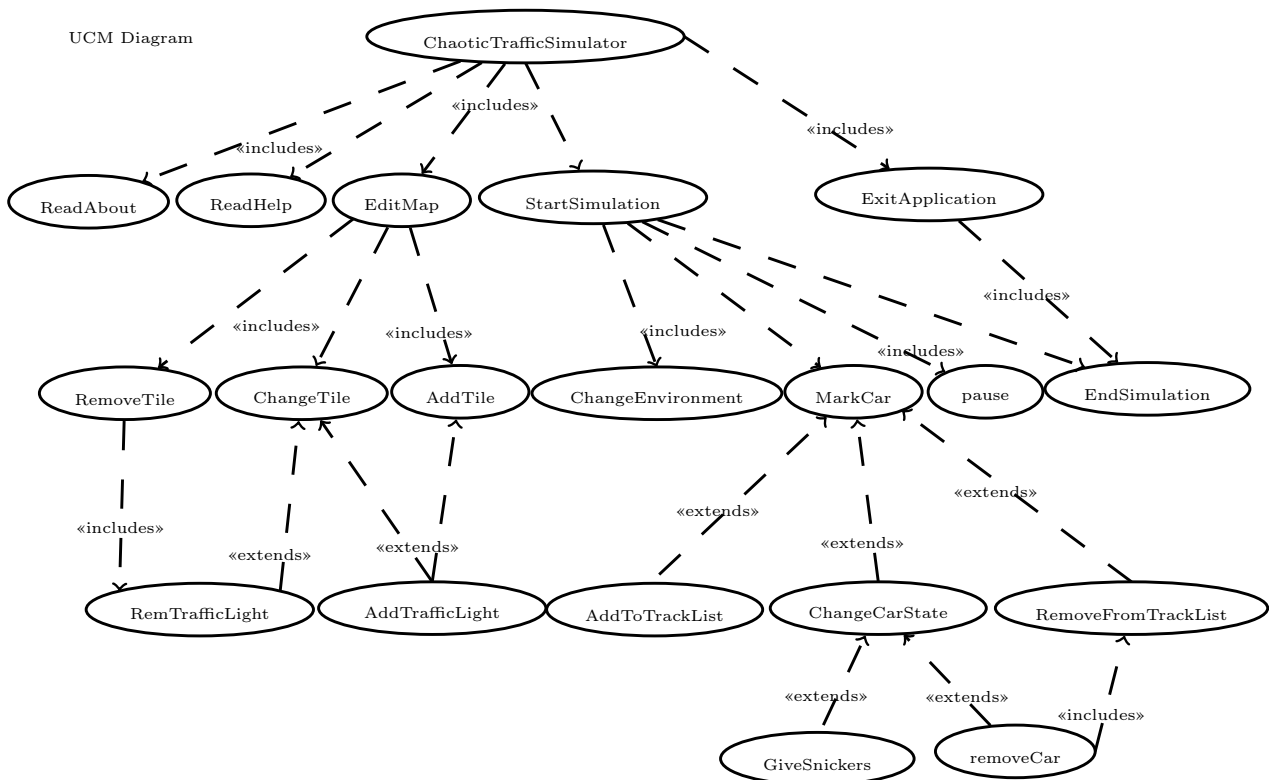 UCM Diagram
ChaoticTrafficSimulator
«includes»
«includes»
«includes»
ReadAbout
ReadHelp
EditMap
StartSimulation
ExitApplication
«includes»
«includes»
«includes»
«includes»
«includes»
RemoveTile
ChangeTile
AddTile
ChangeEnvironment
MarkCar
pause
EndSimulation
«includes»
«extends»
«extends»
«extends»
«extends»
«extends»
RemTrafficLight
AddTrafficLight
AddToTrackList
ChangeCarState
RemoveFromTrackList
«extends»
«extends»
«includes»
GiveSnickers
removeCar